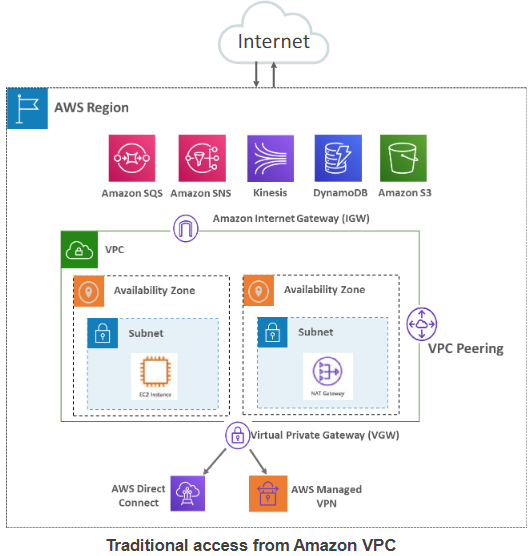 Internet
AWS Region
Amazon SQS
Amazon SNS
Kinesis
DynamoDB
Amazon S3
Amazon Internet Gateway (IGW)
VPC
Availability Zone
Availability Zone
Subnet
Subnet
EC2 Instance
NAT Gateway
VPC Peering
Virtual Private Gateway (VGW)
AWS Direct
Connect
AWS Managed
VPN
Traditional access from Amazon VPC